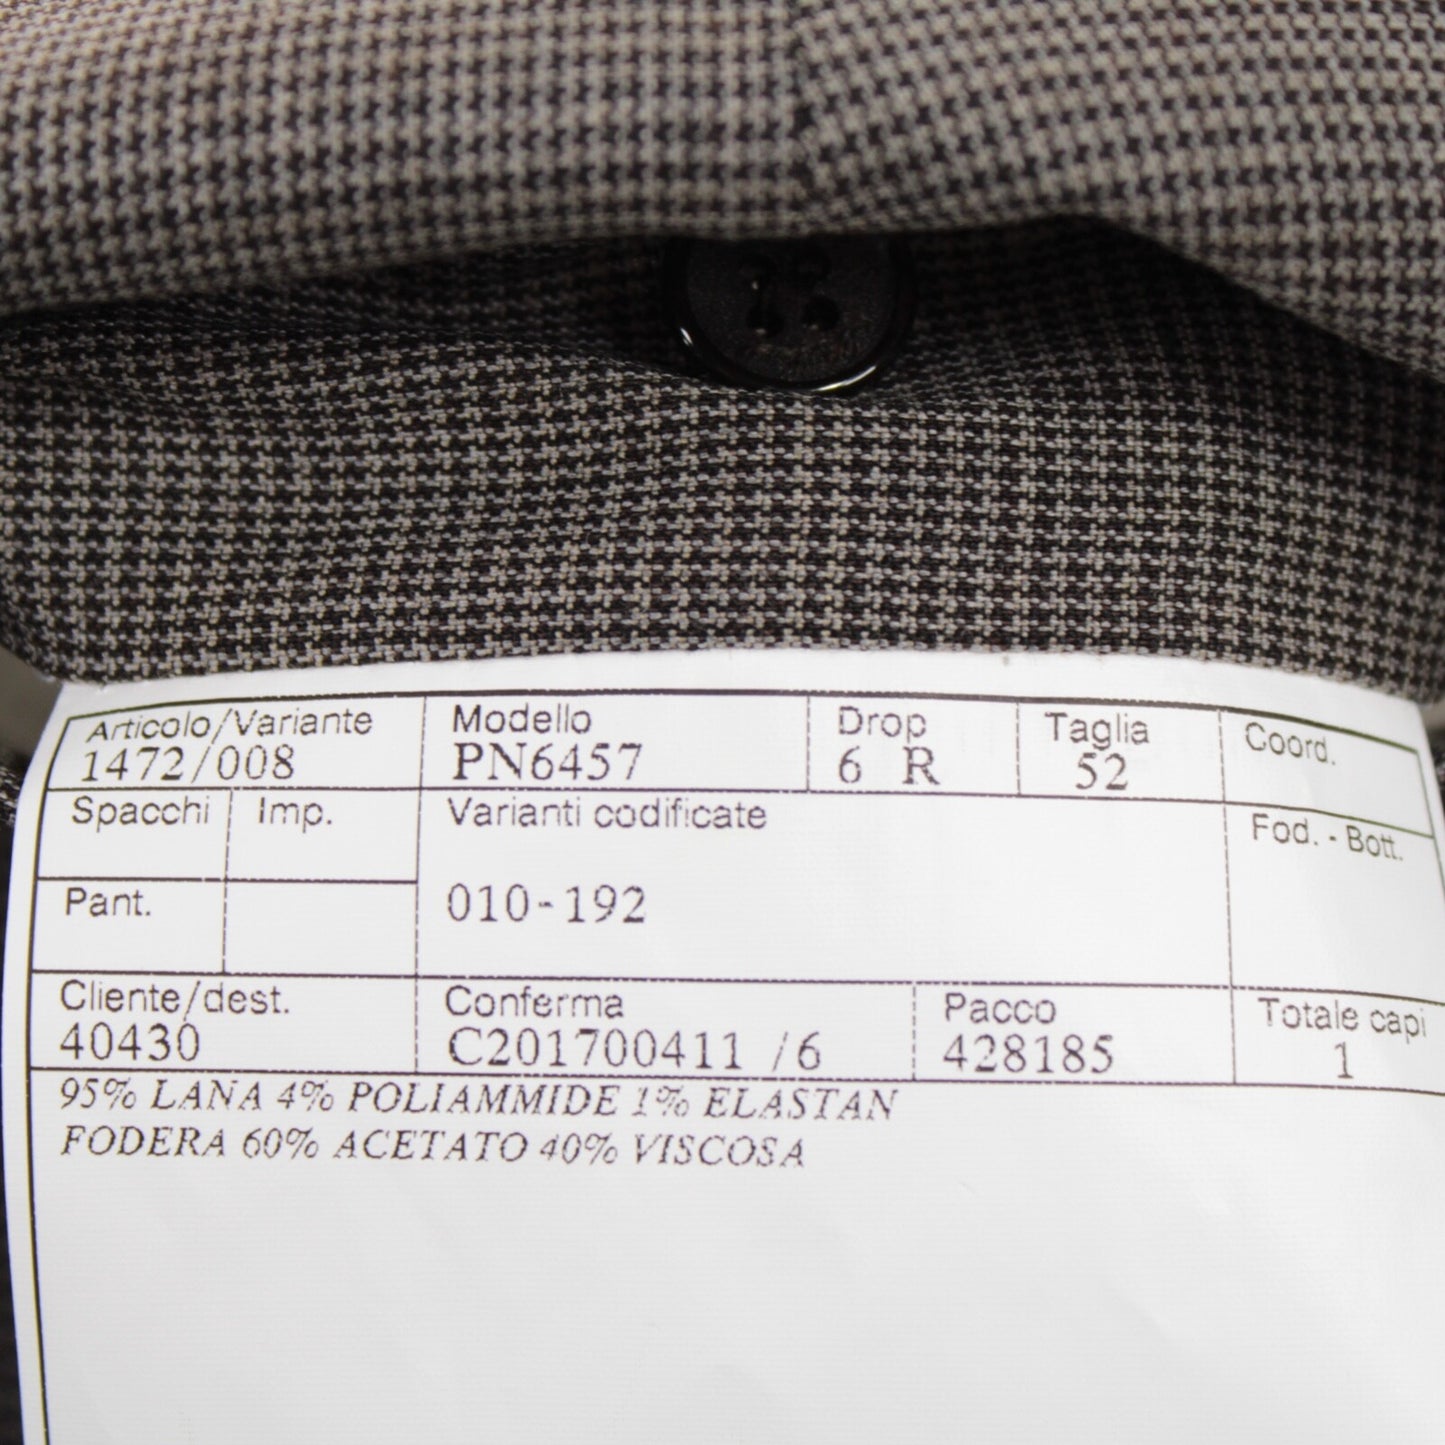 Articolo/Variante Modello Drop Taglia Coord.
1472/008 PN6457 6 R 52
Spacchi Imp. Varianti codificate Fod. - Bott.
Pant. 010-192
Cliente/dest. Conferma Pacco Totale capi
40430 C201700411 /6 428185 1
95% LANA 4% POLIAMMIDE 1% ELASTAN
FODERA 60% ACETATO 40% VISCOSA